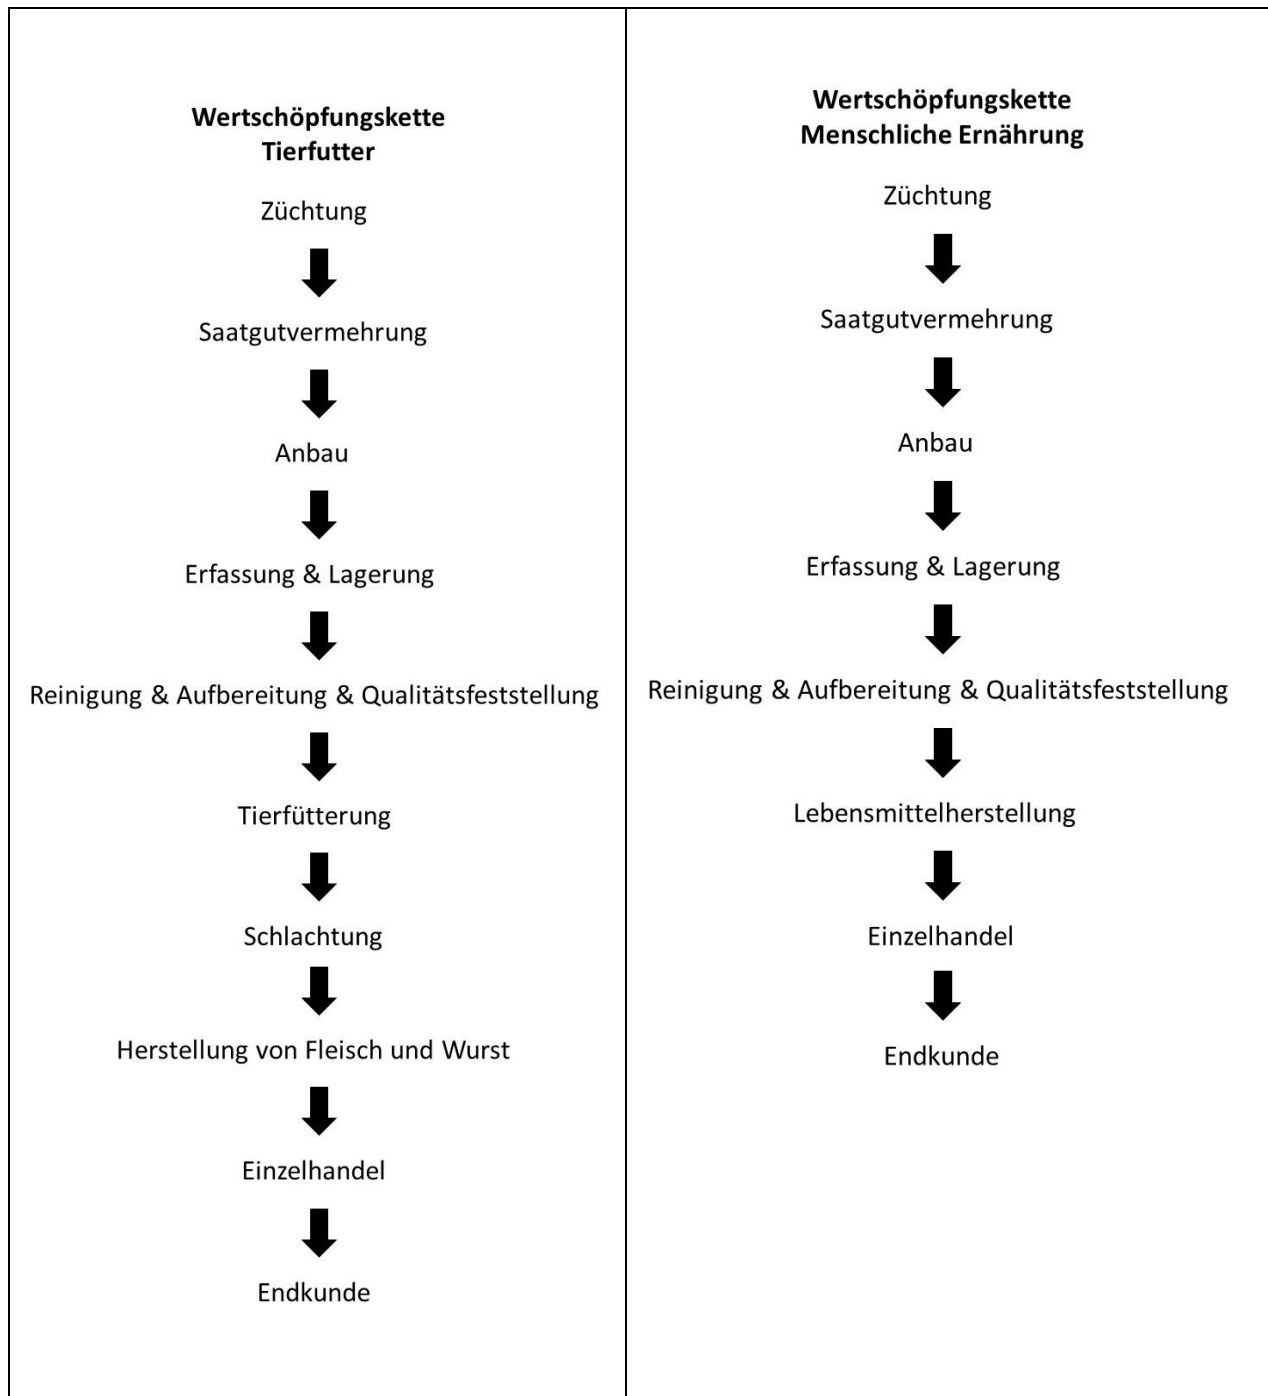 Wertschöpfungskette
Tierfutter
Züchtung
Saatgutvermehrung
Anbau
Erfassung & Lagerung
Reinigung & Aufbereitung & Qualitätsfeststellung
Tierfütterung
Schlachtung
Herstellung von Fleisch und Wurst
Einzelhandel
Endkunde
Wertschöpfungskette
Menschliche Ernährung
Züchtung
Saatgutvermehrung
Anbau
Erfassung & Lagerung
Reinigung & Aufbereitung & Qualitätsfeststellung
Lebensmittelherstellung
Einzelhandel
Endkunde